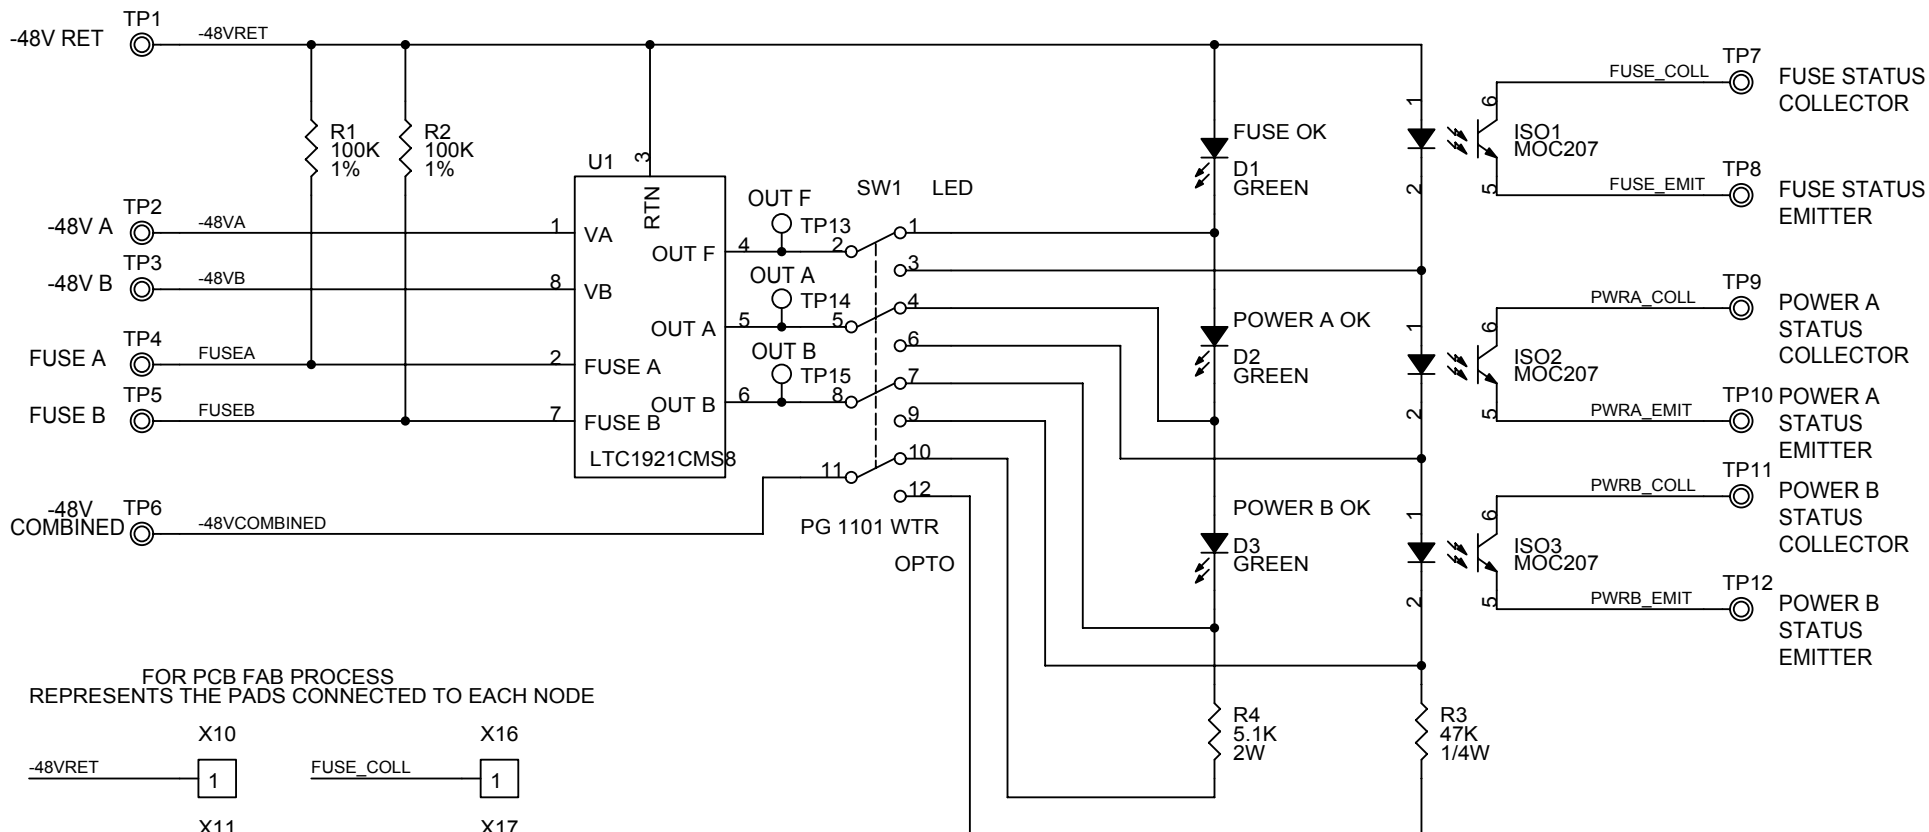 TP1
-48V RET
-48VRET
TP7
FUSE_COLL
FUSE STATUS
COLLECTOR
1
6
R1
100K
1%
R2
100K
1%
FUSE OK
D1
GREEN
ISO1
MOC207
U1
3
RTN
SW1
LED
2
5
FUSE_EMIT
TP8
FUSE STATUS
EMITTER
TP2
-48V A
-48VA
1
VA
OUT F
TP13
OUT F
4
2
1
TP3
-48V B
-48VB
8
VB
3
OUT A
TP14
OUT A
5
5
4
PWRA_COLL
TP9
POWER A
STATUS
COLLECTOR
POWER A OK
D2
GREEN
1
6
ISO2
MOC207
TP4
FUSE A
FUSEA
2
FUSE A
6
OUT B
TP15
OUT B
6
8
7
TP5
FUSE B
FUSEB
7
FUSE B
9
2
5
PWRA_EMIT
TP10
POWER A
STATUS
EMITTER
LTC1921CMS8
11
10
12
-48V
COMBINED
TP6
-48VCOMBINED
PG 1101 WTR
OPTO
POWER B OK
D3
GREEN
1
6
PWRB_COLL
TP11
POWER B
STATUS
COLLECTOR
ISO3
MOC207
2
5
PWRB_EMIT
TP12
POWER B
STATUS
EMITTER
FOR PCB FAB PROCESS
REPRESENTS THE PADS CONNECTED TO EACH NODE
X10
X16
-48VRET
1
FUSE_COLL
1
R4
5.1K
2W
R3
47K
1/4W
X11
X17